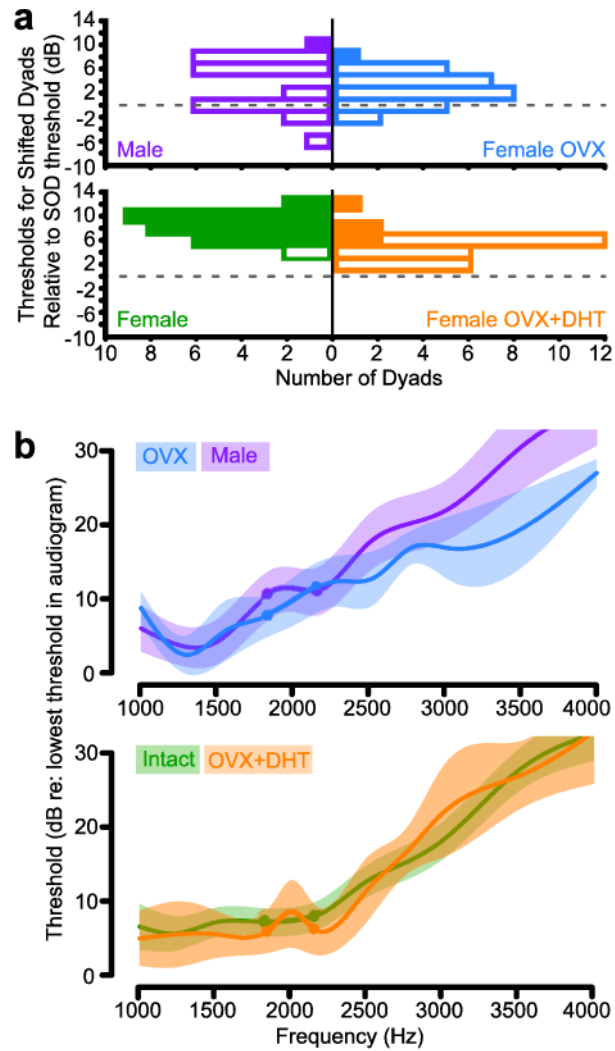 a
Thresholds for Shifted Dyads
Relative to SOD threshold (dB)
14
10
6
2
-2
-6
-10
Male
Female OVX
14
10
6
2
-2
-6
-10
Female
Female OVX+DHT
10 8 6 4 2 0 2 4 6 8 10 12
Number of Dyads
b
Threshold (dB re: lowest threshold in audiogram)
OVX Male
30
20
10
0
1000 1500 2000 2500 3000 3500 4000
Intact OVX+DHT
30
20
10
0
1000 1500 2000 2500 3000 3500 4000
Frequency (Hz)